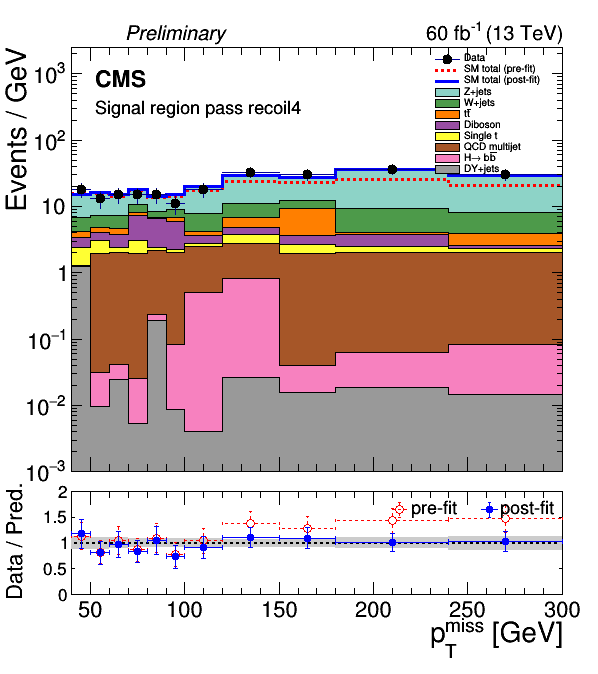 Preliminary 60 fb⁻¹ (13 TeV)
Events / GeV
CMS
Signal region pass recoil4
Data
SM total (pre-fit)
SM total (post-fit)
Z+jets
W+jets
tt̅
Diboson
Single t
QCD multijet
H→ bb̅
DY+jets
10³
10²
10
1
10⁻¹
10⁻²
10⁻³
Data / Pred.
pre-fit post-fit
2
1.5
1
0.5
0
50 100 150 200 250 300
p_T^miss [GeV]